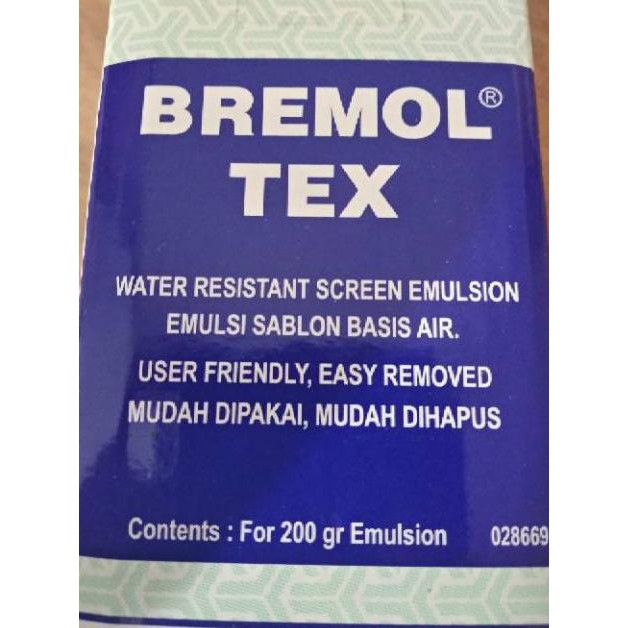 BREMOL®
TEX
WATER RESISTANT SCREEN EMULSION
EMULSI SABLON BASIS AIR.
USER FRIENDLY, EASY REMOVED
MUDAH DIPAKAI, MUDAH DIHAPUS
Contents : For 200 gr Emulsion 028669